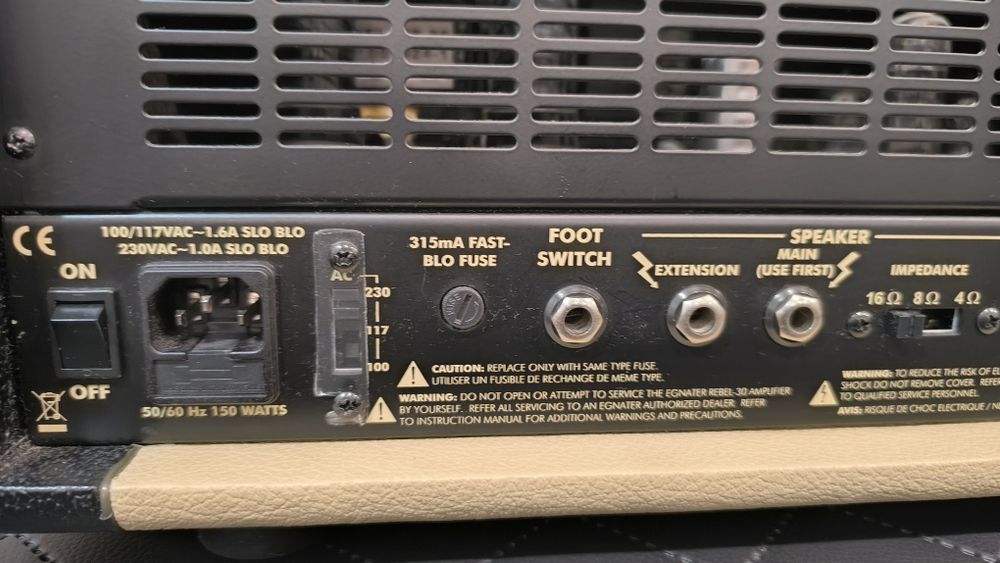 CE
100/117VAC~1.6A SLO BLO
230VAC~1.0A SLO BLO
ON
OFF
50/60 Hz 150 WATTS
AC
230
117
100
315mA FAST-
BLO FUSE
FOOT
SWITCH
SPEAKER
EXTENSION
MAIN
(USE FIRST)
IMPEDANCE
16Ω 8Ω 4Ω
CAUTION: REPLACE ONLY WITH SAME TYPE FUSE.
UTILISER UN FUSIBLE DE RECHANGE DE MEME TYPE.
WARNING: DO NOT OPEN OR ATTEMPT TO SERVICE THE EGNATER REBEL-30 AMPLIFIER
BY YOURSELF. REFER ALL SERVICING TO AN EGNATER AUTHORIZED DEALER. REFER
TO INSTRUCTION MANUAL FOR ADDITIONAL WARNINGS AND PRECAUTIONS.
WARNING: TO REDUCE THE RISK OF
SHOCK DO NOT REMOVE COVER.
TO QUALIFIED SERVICE PERSONNEL.
AVIS: RISQUE DE CHOC ELECTRIQUE /